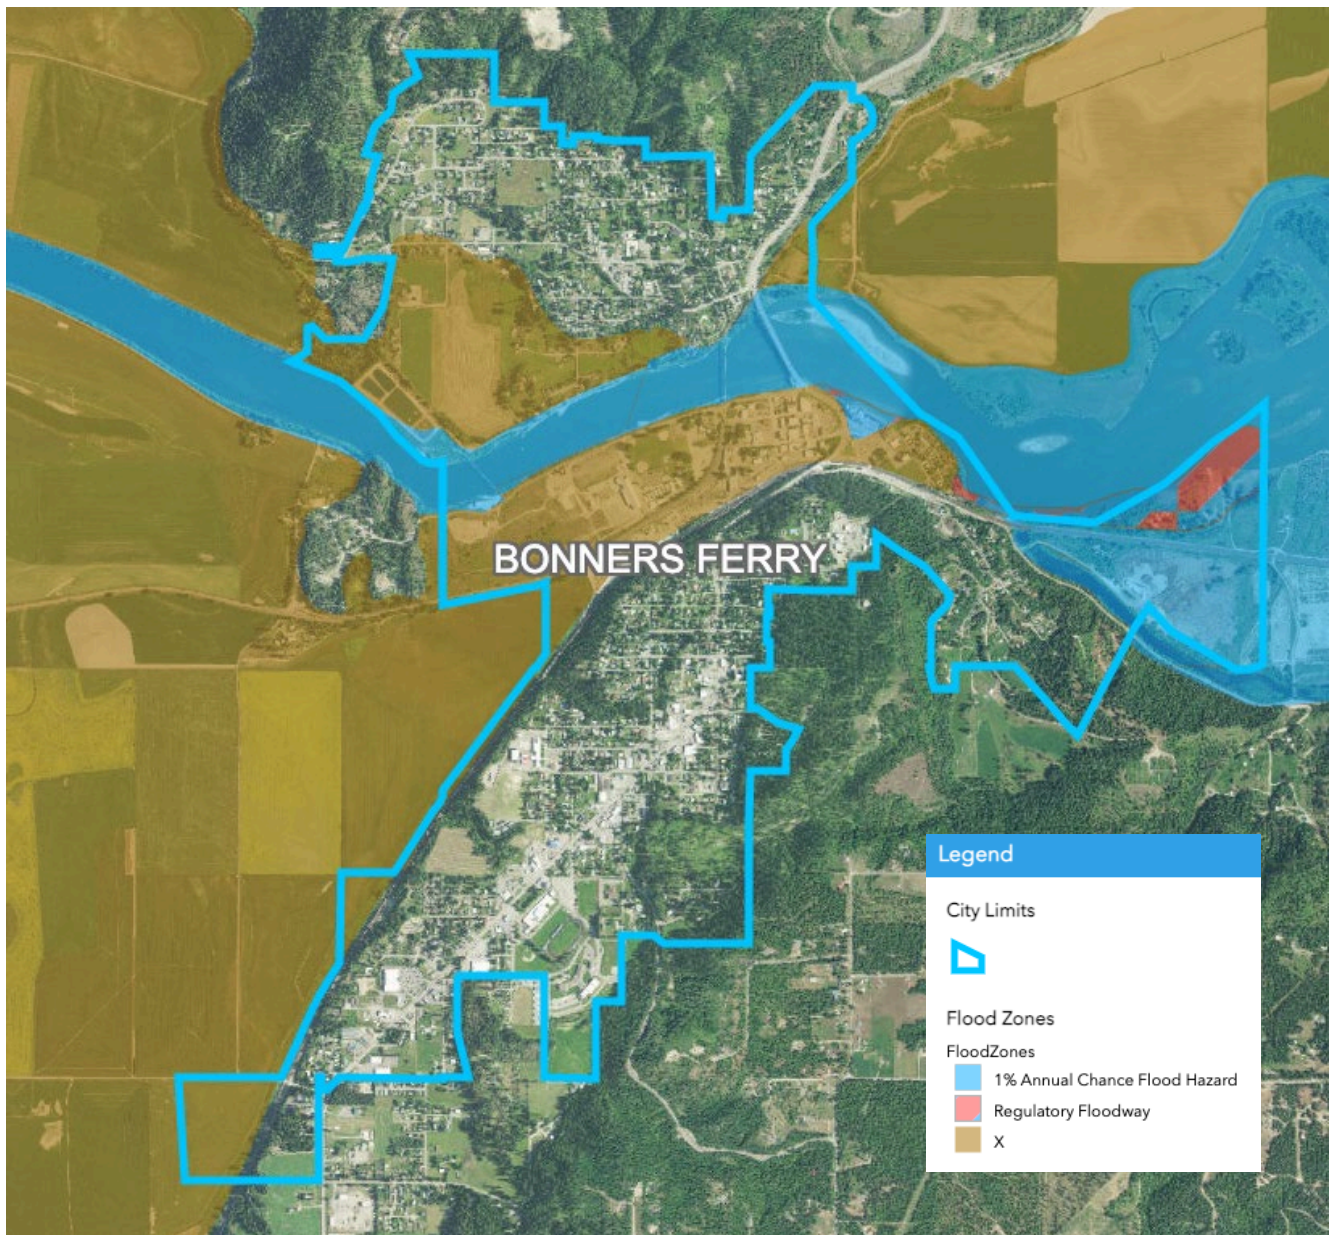 BONNERS FERRY
Legend
City Limits
Flood Zones
FloodZones
1% Annual Chance Flood Hazard
Regulatory Floodway
X